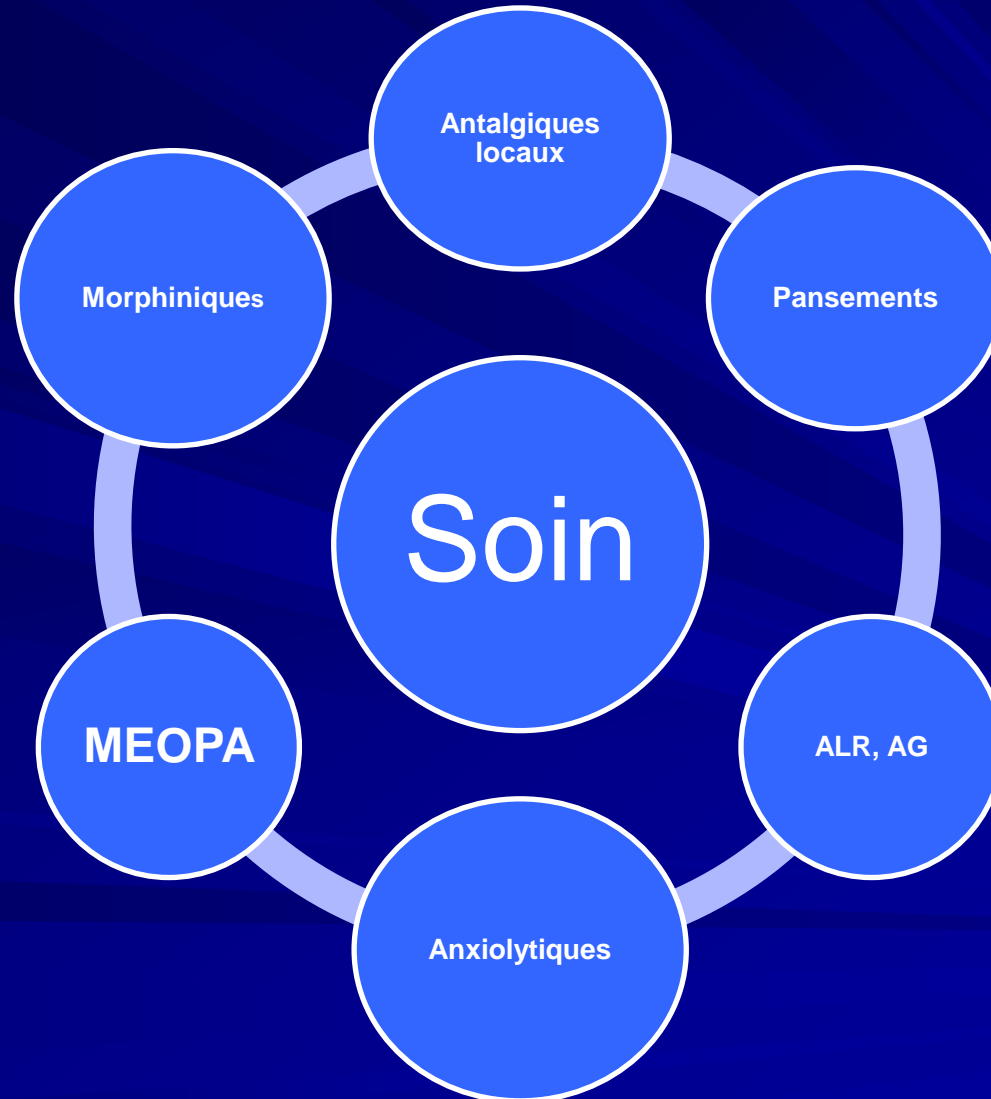 Antalgiques
locaux
Morphiniques
Pansements
Soin
MEOPA
ALR, AG
Anxiolytiques